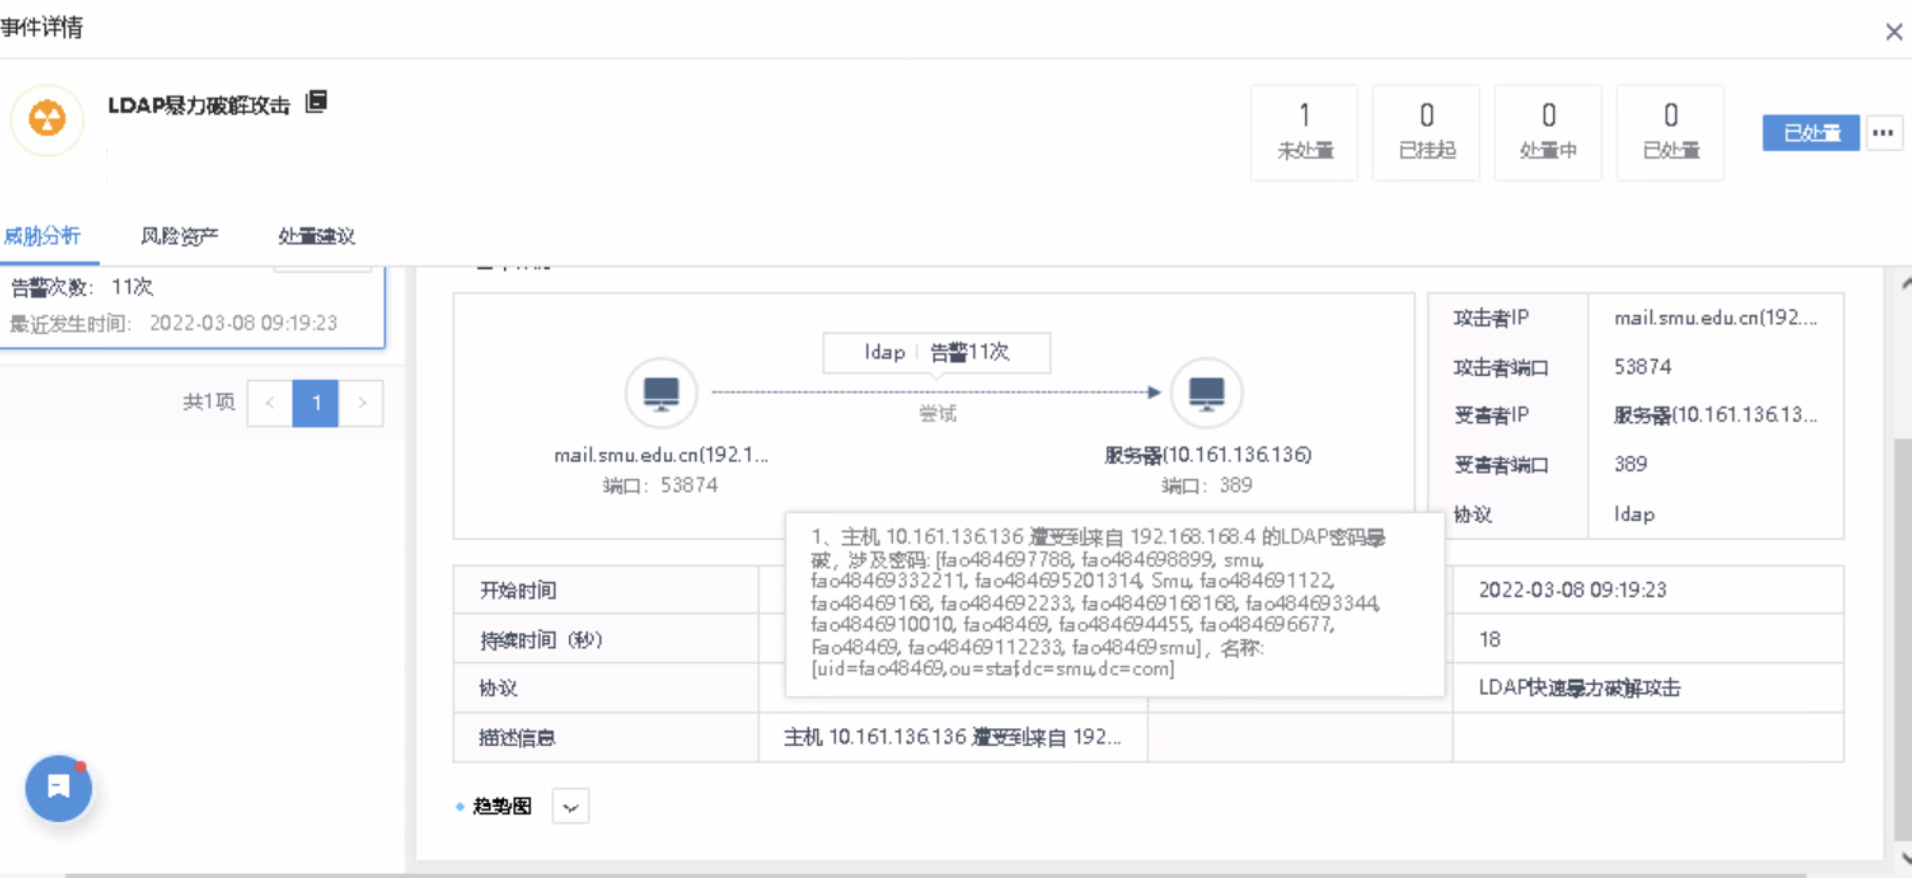 事件详情
LDAP暴力破解攻击
1
未处置
0
已挂起
0
处置中
0
已处置
已处置
威胁分析
风险资产
处置建议
告警次数： 11次
最近发生时间： 2022-03-08 09:19:23
共1项
1
ldap
告警11次
尝试
mail.smu.edu.cn(192.1...
端口：53874
服务器(10.161.136.136)
端口：389
攻击者IP
mail.smu.edu.cn(192....
攻击者端口
53874
受害者IP
服务器(10.161.136.13...
受害者端口
389
协议
ldap
1、主机 10.161.136.136 遭受到来自 192.168.168.4 的LDAP密码暴
破，涉及密码: [fao484697788, fao484698899, smu,
fao48469332211, fao484695201314, Smu, fao484691122,
fao48469168, fao484692233, fao48469168168, fao484693344,
fao4846910010, fao48469, fao484694455, fao484696677,
Fao48469, fao48469112233, fao48469smu]，名称:
[uid=fao48469,ou=staf,dc=smu,dc=com]
开始时间
2022-03-08 09:19:23
持续时间（秒）
18
协议
LDAP快速暴力破解攻击
描述信息
主机 10.161.136.136 遭受到来自 192...
趋势图